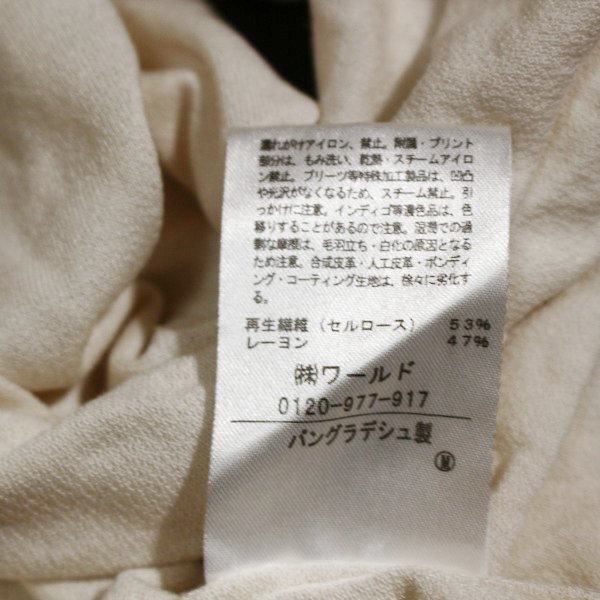 濡れがけアイロン、禁止。附属・プリント
部分は、もみ洗い、乾熱・スチームアイロ
ン禁止。プリーツ等特殊加工製品は、凹凸
や光沢がなくなるため、スチーム禁止。引
っかけに注意。インディゴ等濃色品は、色
移りすることがあるので注意。湿潤での過
激な摩擦は、毛羽立ち・白化の原因となる
ため注意。合成皮革・人工皮革・ボンディ
ング・コーティング生地は、徐々に劣化す
る。
再生繊維（セルロース） 53%
レーヨン 47%
㈱ワールド
0120-977-917
バングラデシュ製
Ⓜ